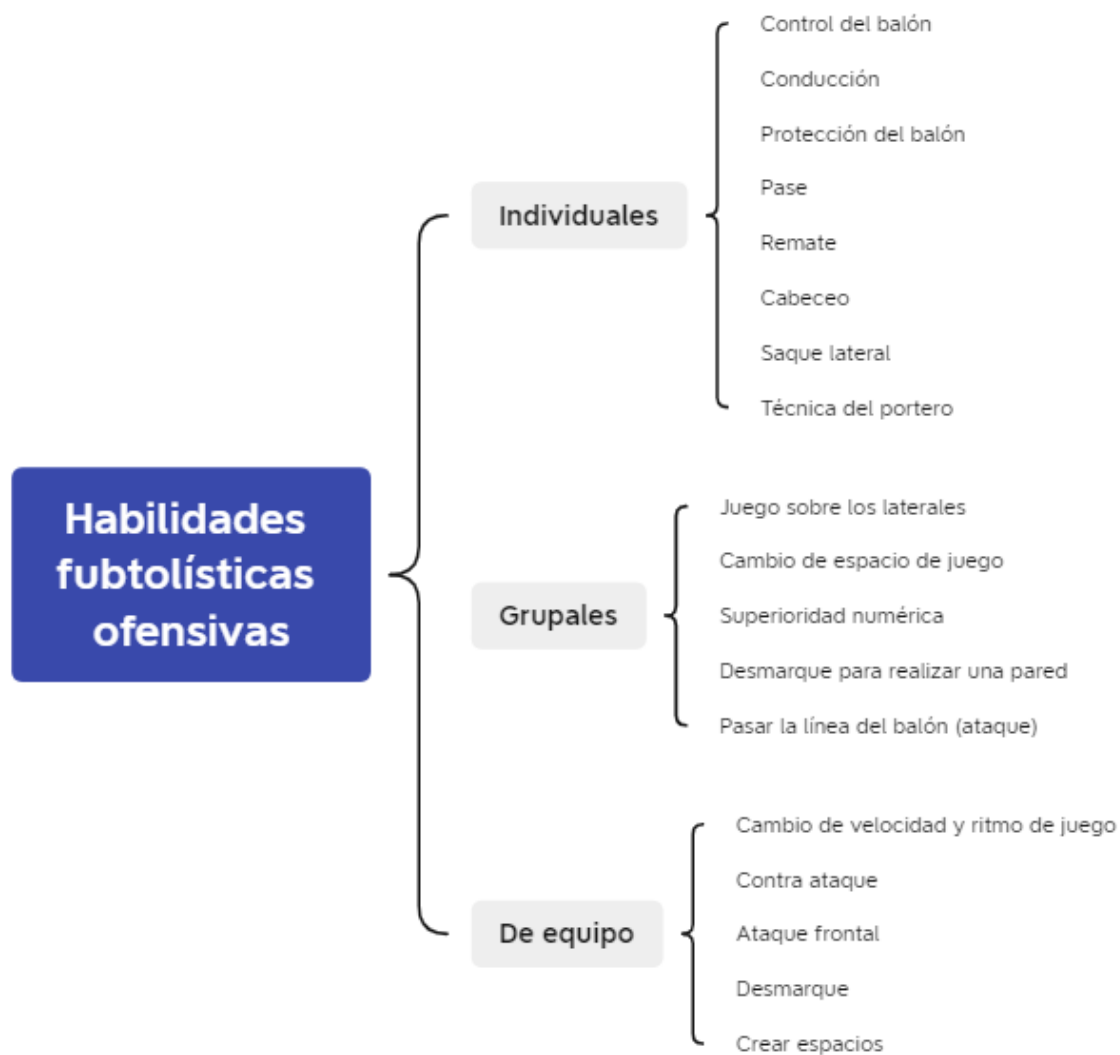 Habilidades
fubtolísticas
ofensivas
Individuales
Control del balón
Conducción
Protección del balón
Pase
Remate
Cabeceo
Saque lateral
Técnica del portero
Grupales
Juego sobre los laterales
Cambio de espacio de juego
Superioridad numérica
Desmarque para realizar una pared
Pasar la línea del balón (ataque)
De equipo
Cambio de velocidad y ritmo de juego
Contra ataque
Ataque frontal
Desmarque
Crear espacios